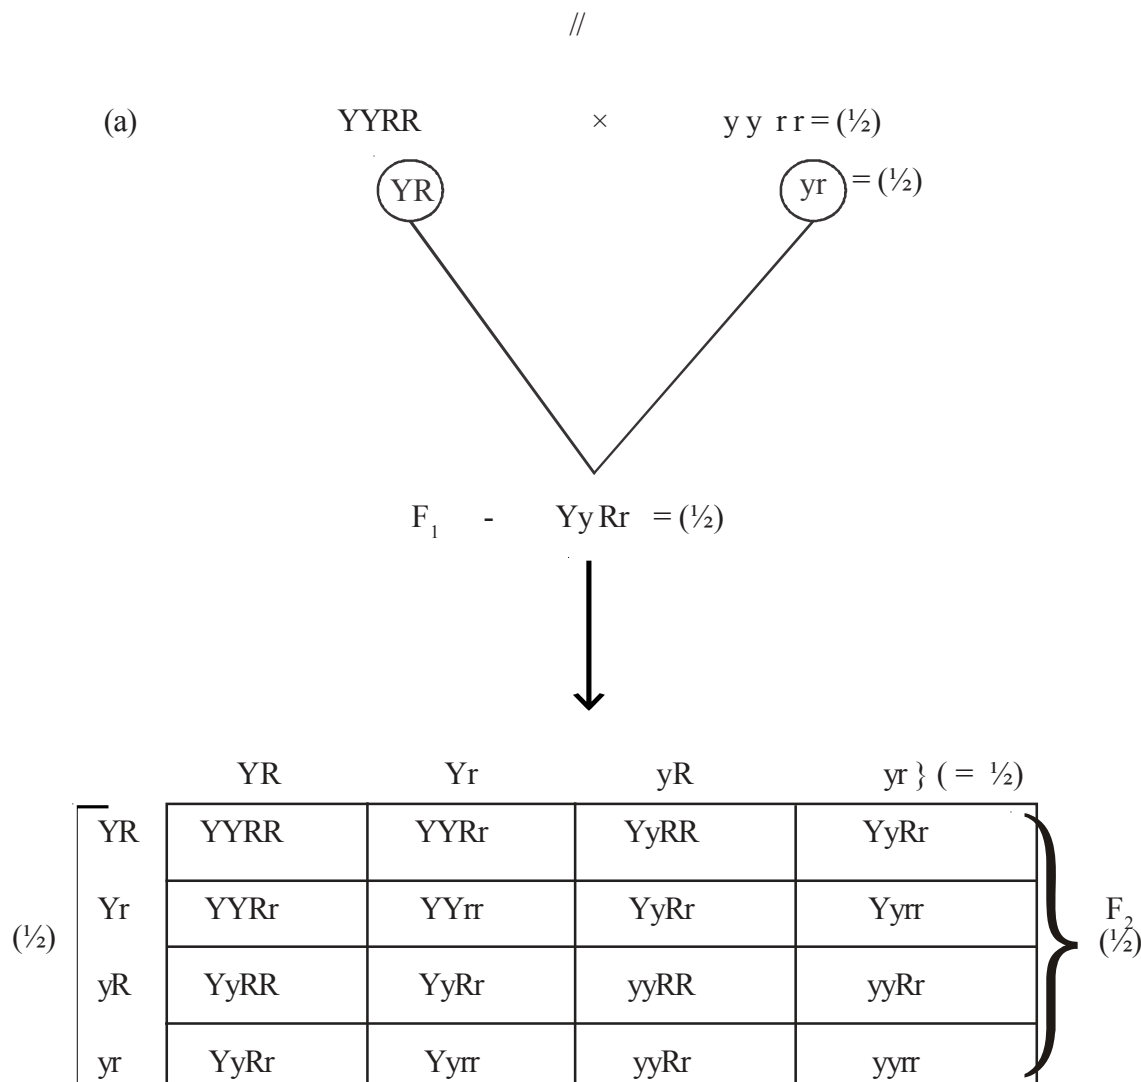 //
(a) YYRR × y y r r = (½)
YR yr = (½)
F₁ - Yy Rr = (½)
YR Yr yR yr } ( = ½)
YR YYRR YYRr YyRR YyRr
Yr YYRr YYrr YyRr Yyrr
(½) F₂ (½)
yR YyRR YyRr yyRR yyRr
yr YyRr Yyrr yyRr yyrr